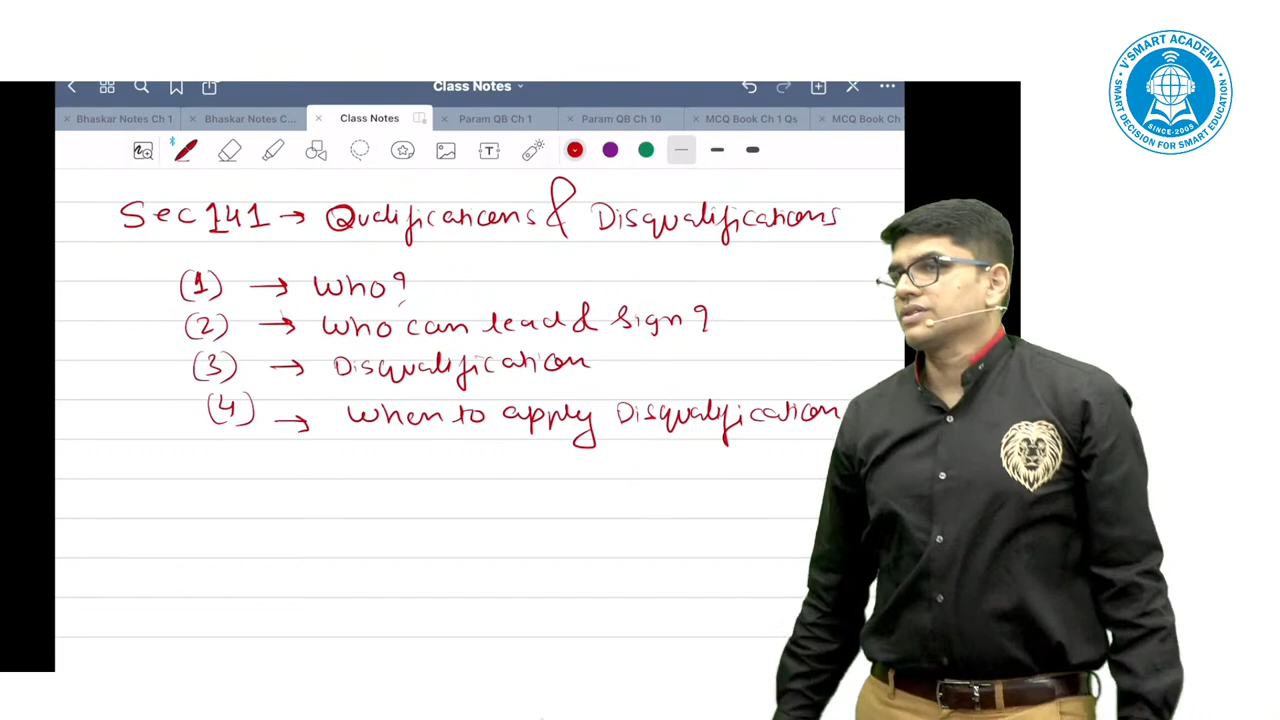 Class Notes
Bhaskar Notes Ch 1
Bhaskar Notes C...
Class Notes
Param QB Ch 1
Param QB Ch 10
MCQ Book Ch 1 Qs
MCQ Book Ch
Sec 141 → Qudifications & Disqualifications
(1) → Who?
(2) → Who can lead & Sign?
(3) → Disqualification
(4) → When to apply Disqualification
V'SMART ACADEMY
SINCE-2005
SMART DECISION FOR SMART EDUCATION